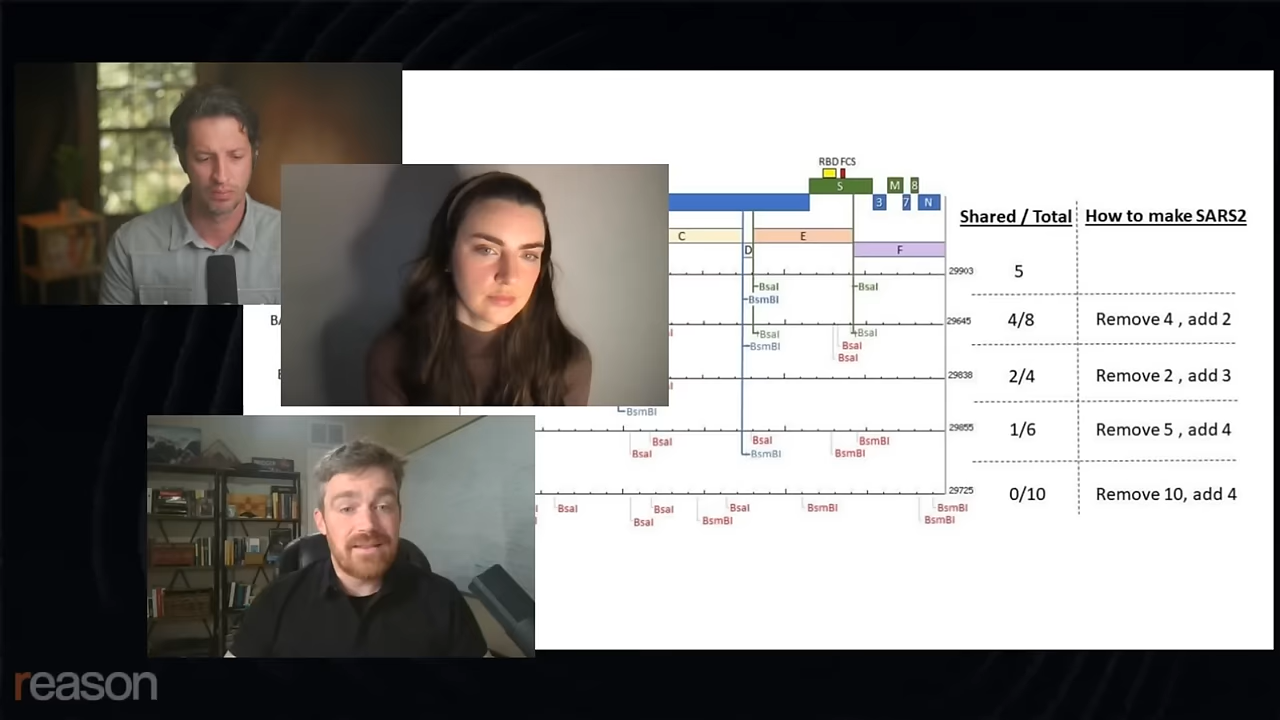 RBD FCS
S
M
8
3
7
N
Shared / Total
How to make SARS2
C
D
E
F
29903
5
BsaI
BsaI
BsmBI
29645
4/8
Remove 4 , add 2
BsaI
BsaI
BsmBI
BsaI
BsaI
29838
2/4
Remove 2 , add 3
BsmBI
29855
1/6
Remove 5 , add 4
BsaI
BsaI
BsmBI
BsaI
BsmBI
BsmBI
29725
0/10
Remove 10, add 4
BsaI
BsaI
BsaI
BsmBI
BsaI
BsmBI
BsmBI
BsmBI
reason